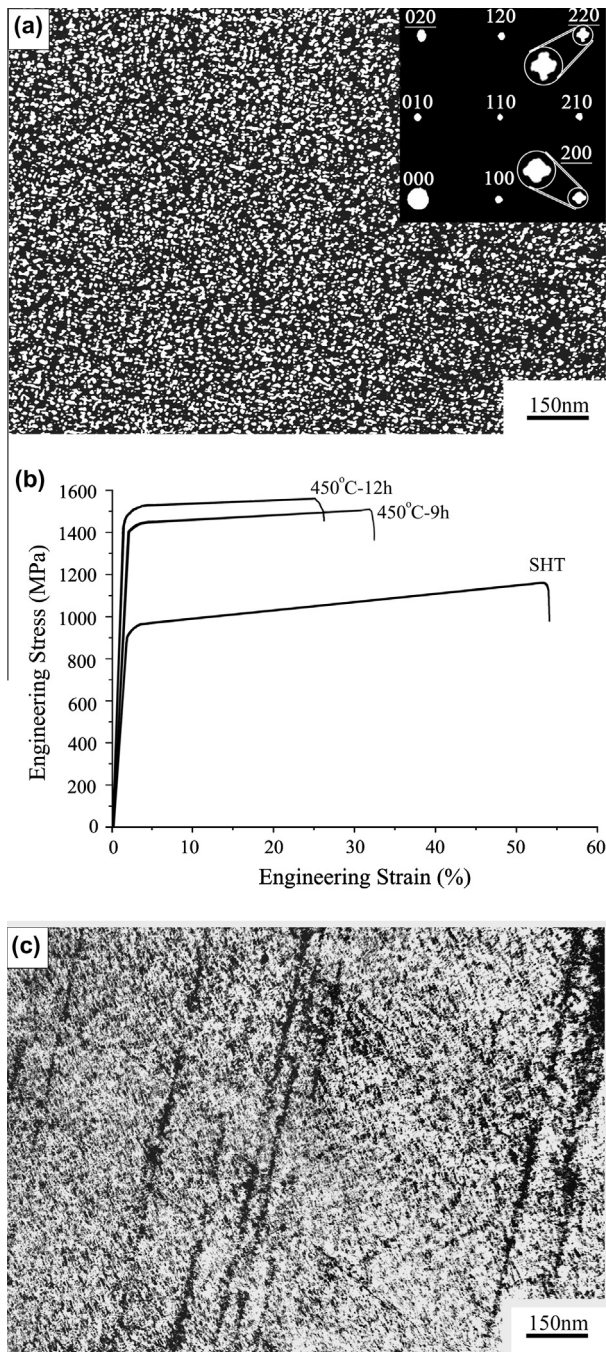 (a)
020 120 220
010 110 210
200
000 100
150nm
(b)
1600
1400
1200
1000
800
600
400
200
0
Engineering Stress (MPa)
450°C-12h
450°C-9h
SHT
0 10 20 30 40 50 60
Engineering Strain (%)
(c)
150nm